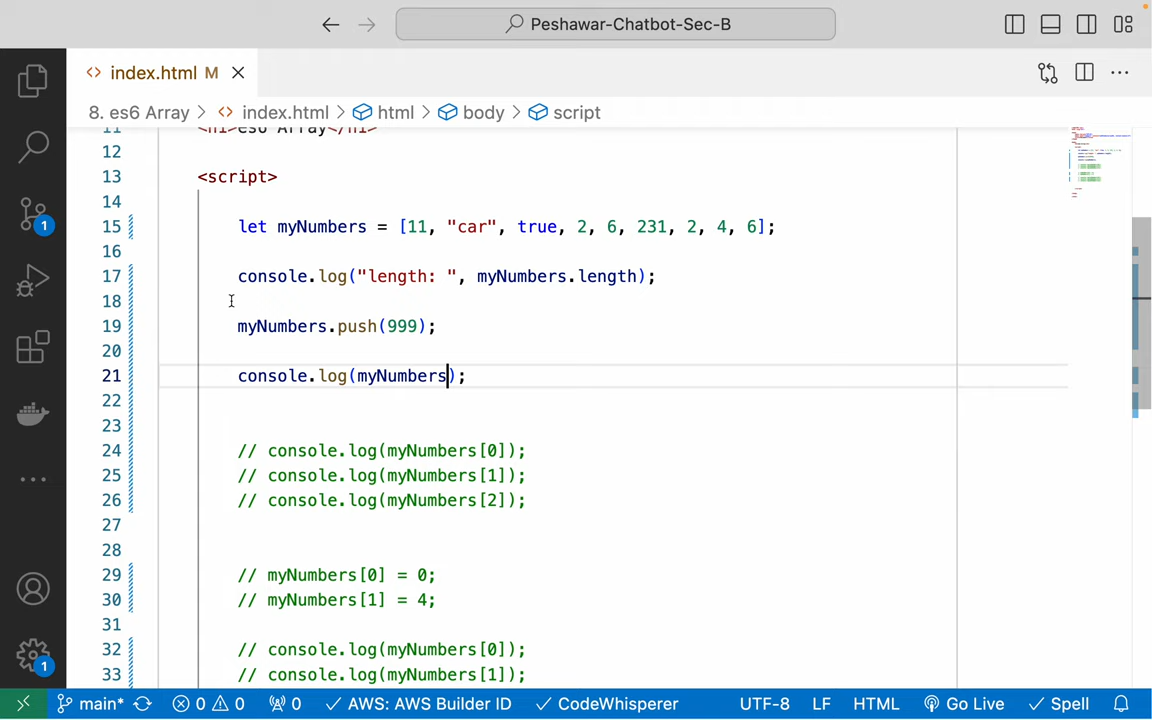 Peshawar-Chatbot-Sec-B
index.html M
8. es6 Array > index.html > html > body > script
11 <h1>es6 Array</h1>
12
13 <script>
14
15 let myNumbers = [11, "car", true, 2, 6, 231, 2, 4, 6];
16
17 console.log("length: ", myNumbers.length);
18
19 myNumbers.push(999);
20
21 console.log(myNumbers);
22
23
24 // console.log(myNumbers[0]);
25 // console.log(myNumbers[1]);
26 // console.log(myNumbers[2]);
27
28
29 // myNumbers[0] = 0;
30 // myNumbers[1] = 4;
31
32 // console.log(myNumbers[0]);
33 // console.log(myNumbers[1]);
1
1
main* 0 0 0 AWS: AWS Builder ID CodeWhisperer UTF-8 LF HTML Go Live Spell